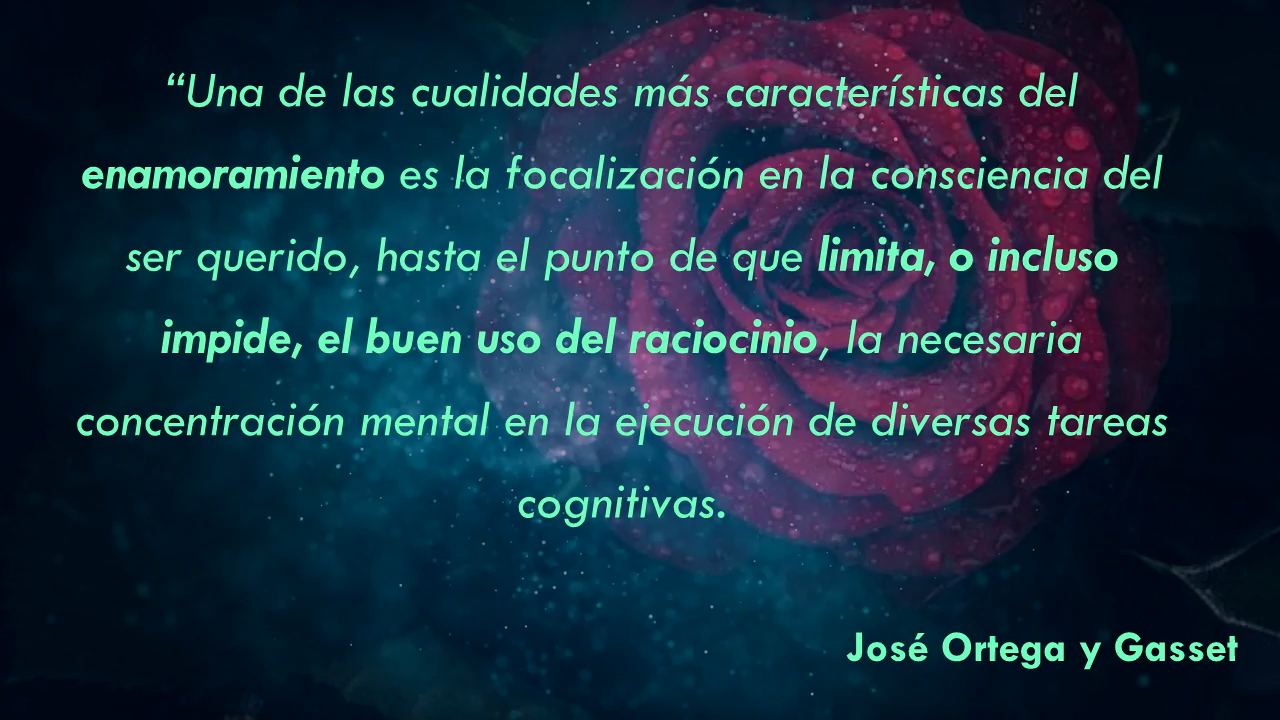 “Una de las cualidades más características del
enamoramiento es la focalización en la consciencia del
ser querido, hasta el punto de que limita, o incluso
impide, el buen uso del raciocinio, la necesaria
concentración mental en la ejecución de diversas tareas
cognitivas.
José Ortega y Gasset